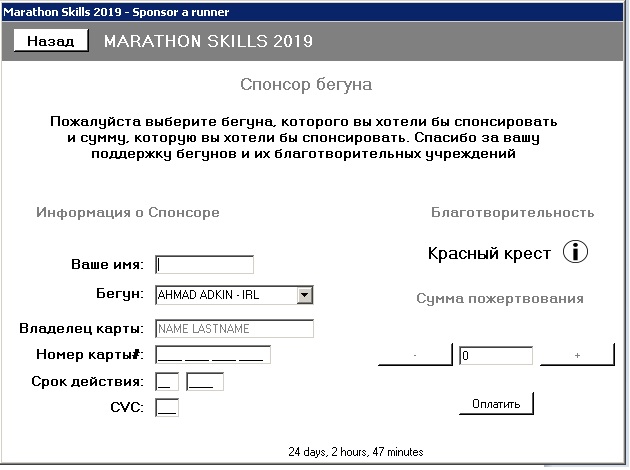 Marathon Skills 2019 - Sponsor a runner
Назад MARATHON SKILLS 2019
Спонсор бегуна
Пожалуйста выберите бегуна, которого вы хотели бы спонсировать
и сумму, которую вы хотели бы спонсировать. Спасибо за вашу
поддержку бегунов и их благотворительных учреждений
Информация о Спонсоре
Ваше имя:
Бегун: AHMAD ADKIN - IRL
Владелец карты: NAME LASTNAME
Номер карты#: ____ ____ ____ ____
Срок действия: __ ____
CVC: ___
Благотворительность
Красный крест i
Сумма пожертвования
- 0 +
Оплатить
24 days, 2 hours, 47 minutes